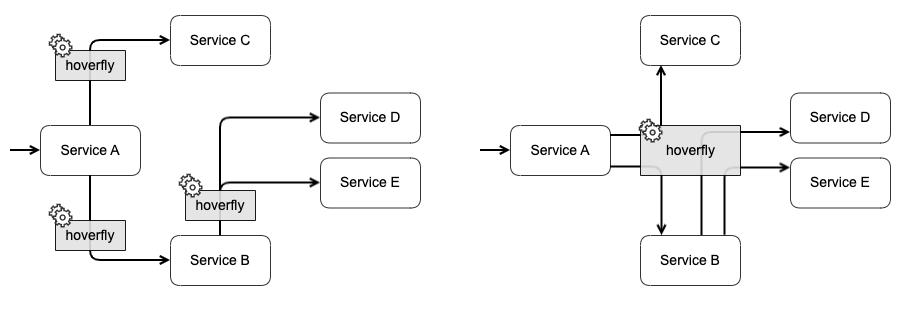 Service C
hoverfly
Service A
Service D
Service E
hoverfly
hoverfly
Service B
Service C
Service A
hoverfly
Service D
Service E
Service B